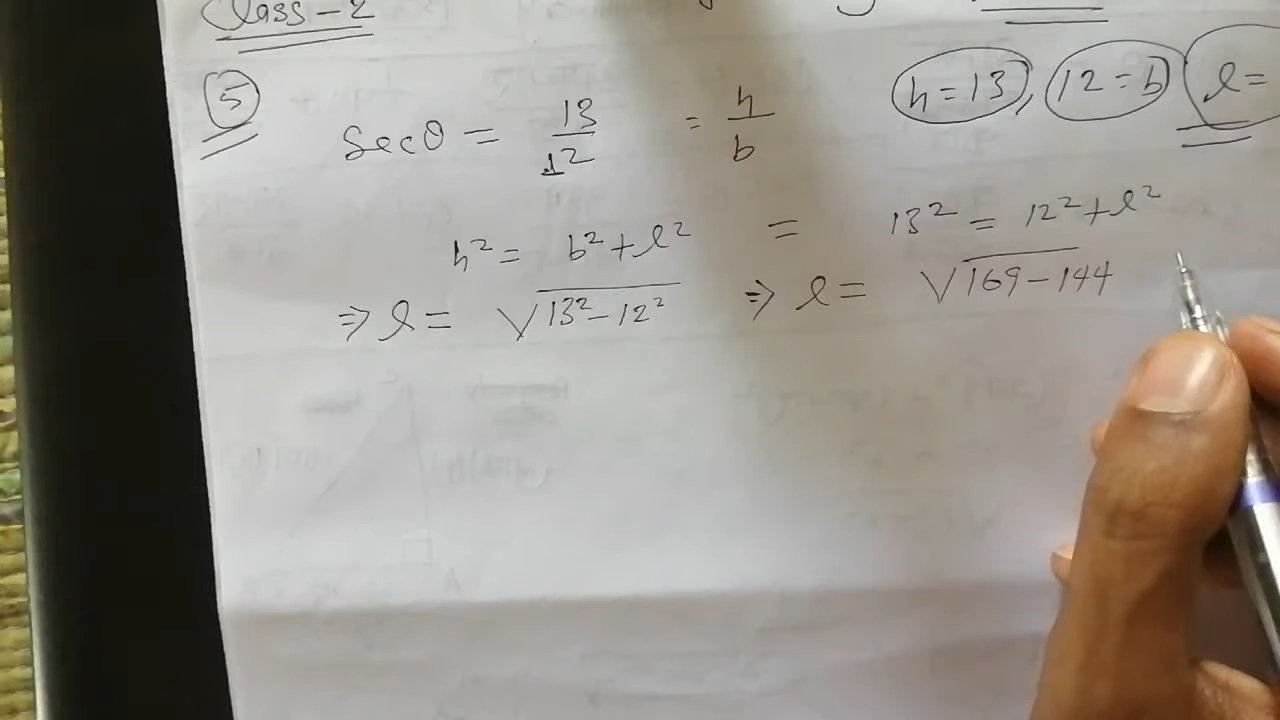 Class-2
5
h=13, 12=b l=
Secθ = 13/12 = h/b
h² = b²+l² = 13² = 12²+l²
⇒ l = √13²-12² ⇒ l = √169-144